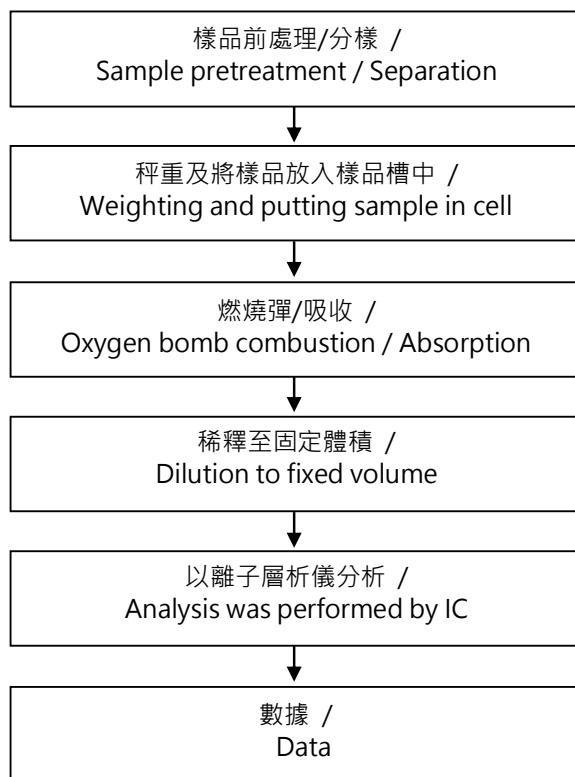 樣品前處理/分樣 /
Sample pretreatment / Separation
秤重及將樣品放入樣品槽中 /
Weighting and putting sample in cell
燃燒彈/吸收 /
Oxygen bomb combustion / Absorption
稀釋至固定體積 /
Dilution to fixed volume
以離子層析儀分析 /
Analysis was performed by IC
數據 /
Data